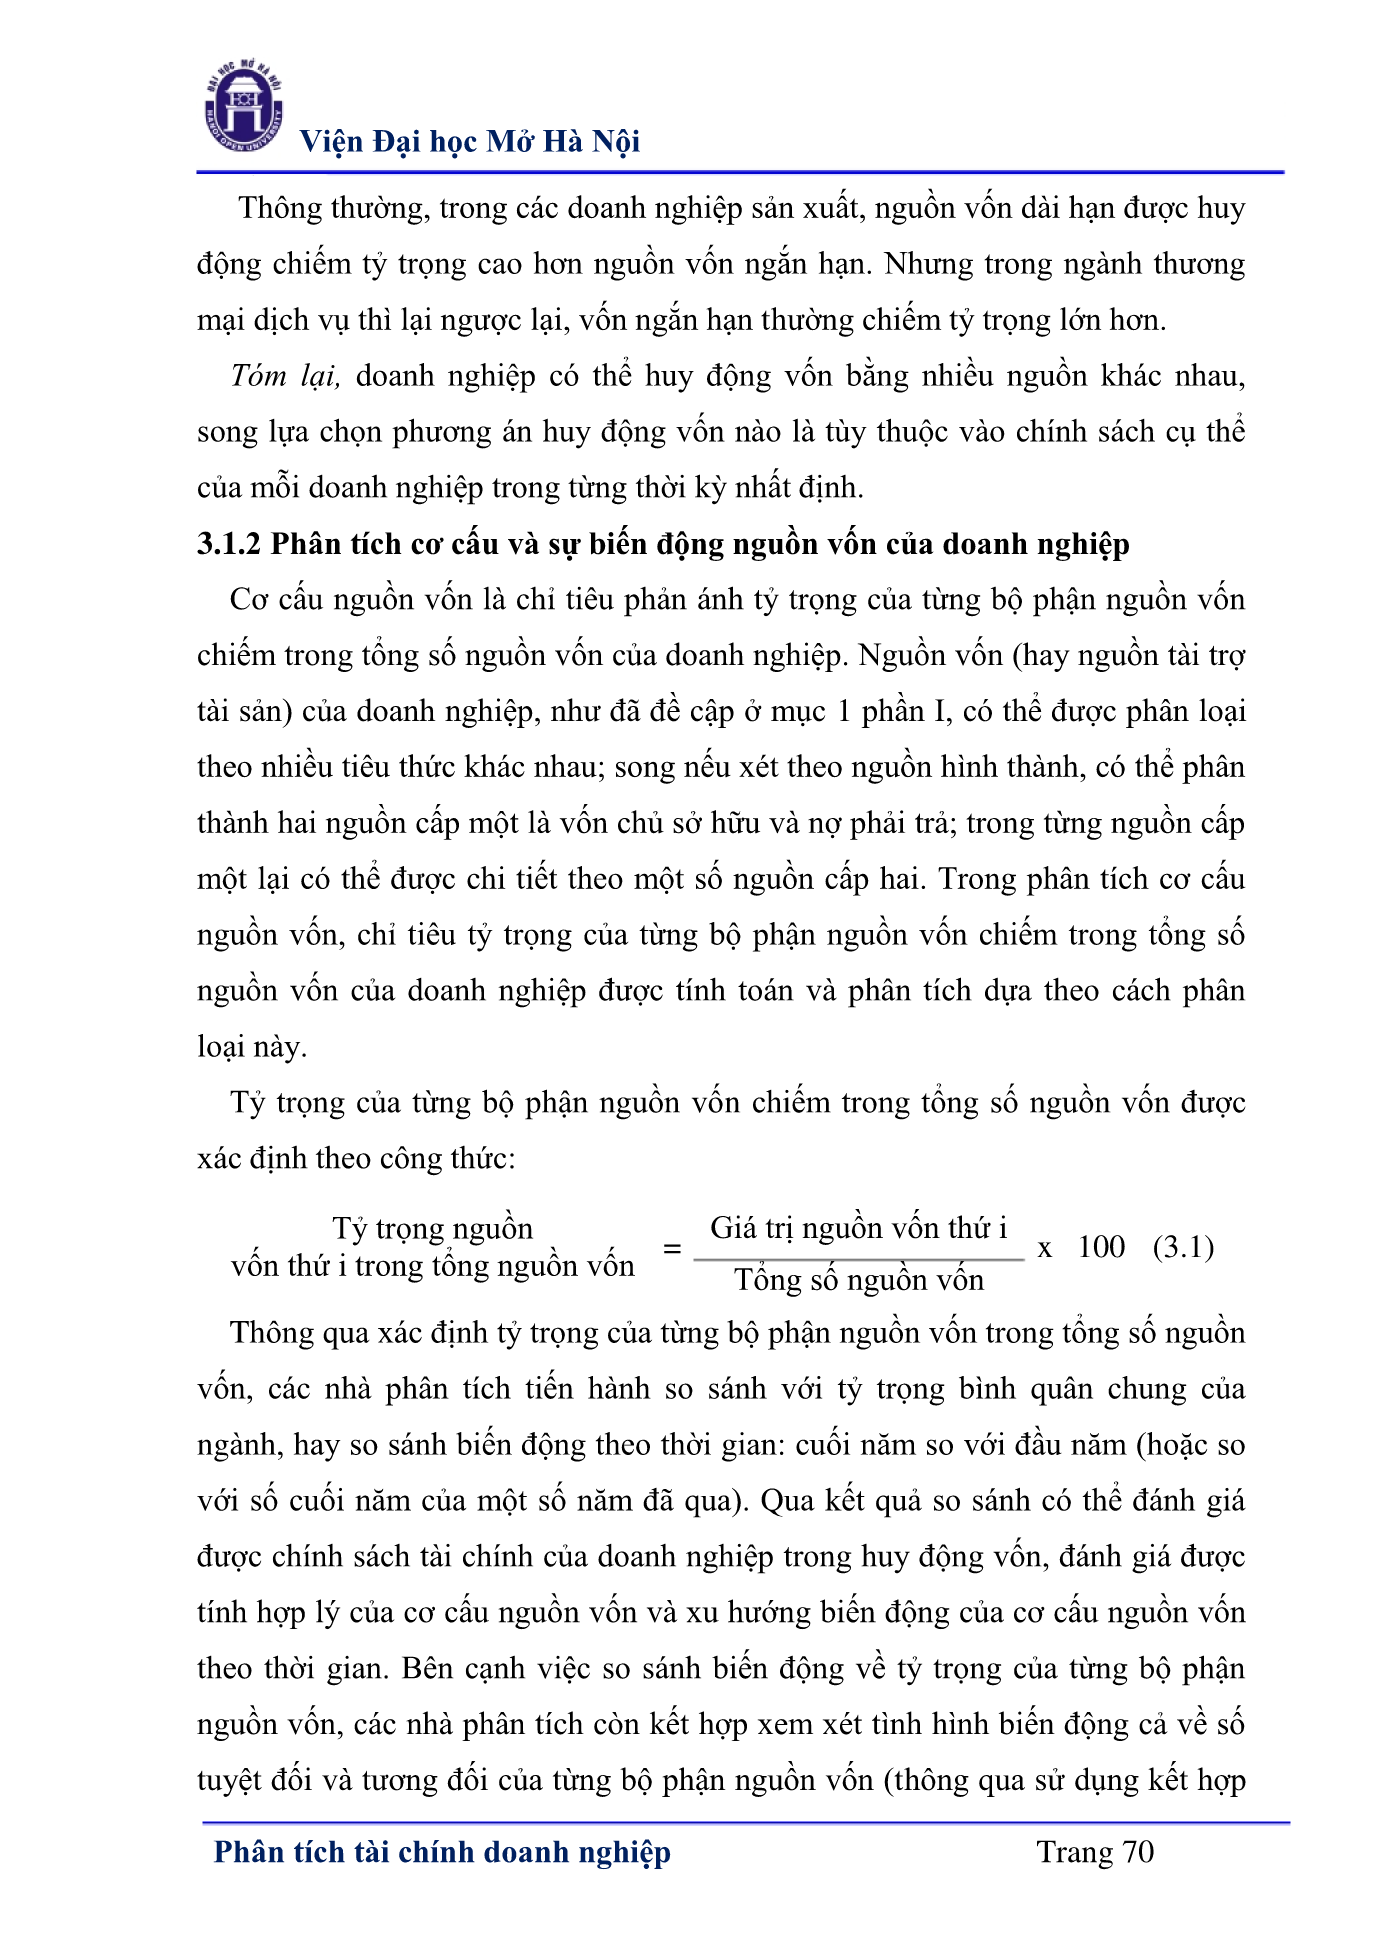 ĐẠI HỌC MỞ HÀ NỘI
HANOI OPEN UNIVERSITY
Viện Đại học Mở Hà Nội
Thông thường, trong các doanh nghiệp sản xuất, nguồn vốn dài hạn được huy
động chiếm tỷ trọng cao hơn nguồn vốn ngắn hạn. Nhưng trong ngành thương
mại dịch vụ thì lại ngược lại, vốn ngắn hạn thường chiếm tỷ trọng lớn hơn.
Tóm lại, doanh nghiệp có thể huy động vốn bằng nhiều nguồn khác nhau,
song lựa chọn phương án huy động vốn nào là tùy thuộc vào chính sách cụ thể
của mỗi doanh nghiệp trong từng thời kỳ nhất định.
3.1.2 Phân tích cơ cấu và sự biến động nguồn vốn của doanh nghiệp
Cơ cấu nguồn vốn là chỉ tiêu phản ánh tỷ trọng của từng bộ phận nguồn vốn
chiếm trong tổng số nguồn vốn của doanh nghiệp. Nguồn vốn (hay nguồn tài trợ
tài sản) của doanh nghiệp, như đã đề cập ở mục 1 phần I, có thể được phân loại
theo nhiều tiêu thức khác nhau; song nếu xét theo nguồn hình thành, có thể phân
thành hai nguồn cấp một là vốn chủ sở hữu và nợ phải trả; trong từng nguồn cấp
một lại có thể được chi tiết theo một số nguồn cấp hai. Trong phân tích cơ cấu
nguồn vốn, chỉ tiêu tỷ trọng của từng bộ phận nguồn vốn chiếm trong tổng số
nguồn vốn của doanh nghiệp được tính toán và phân tích dựa theo cách phân
loại này.
Tỷ trọng của từng bộ phận nguồn vốn chiếm trong tổng số nguồn vốn được
xác định theo công thức:
Tỷ trọng nguồn
vốn thứ i trong tổng nguồn vốn
=
Giá trị nguồn vốn thứ i
Tổng số nguồn vốn
x 100 (3.1)
Thông qua xác định tỷ trọng của từng bộ phận nguồn vốn trong tổng số nguồn
vốn, các nhà phân tích tiến hành so sánh với tỷ trọng bình quân chung của
ngành, hay so sánh biến động theo thời gian: cuối năm so với đầu năm (hoặc so
với số cuối năm của một số năm đã qua). Qua kết quả so sánh có thể đánh giá
được chính sách tài chính của doanh nghiệp trong huy động vốn, đánh giá được
tính hợp lý của cơ cấu nguồn vốn và xu hướng biến động của cơ cấu nguồn vốn
theo thời gian. Bên cạnh việc so sánh biến động về tỷ trọng của từng bộ phận
nguồn vốn, các nhà phân tích còn kết hợp xem xét tình hình biến động cả về số
tuyệt đối và tương đối của từng bộ phận nguồn vốn (thông qua sử dụng kết hợp
Phân tích tài chính doanh nghiệp
Trang 70